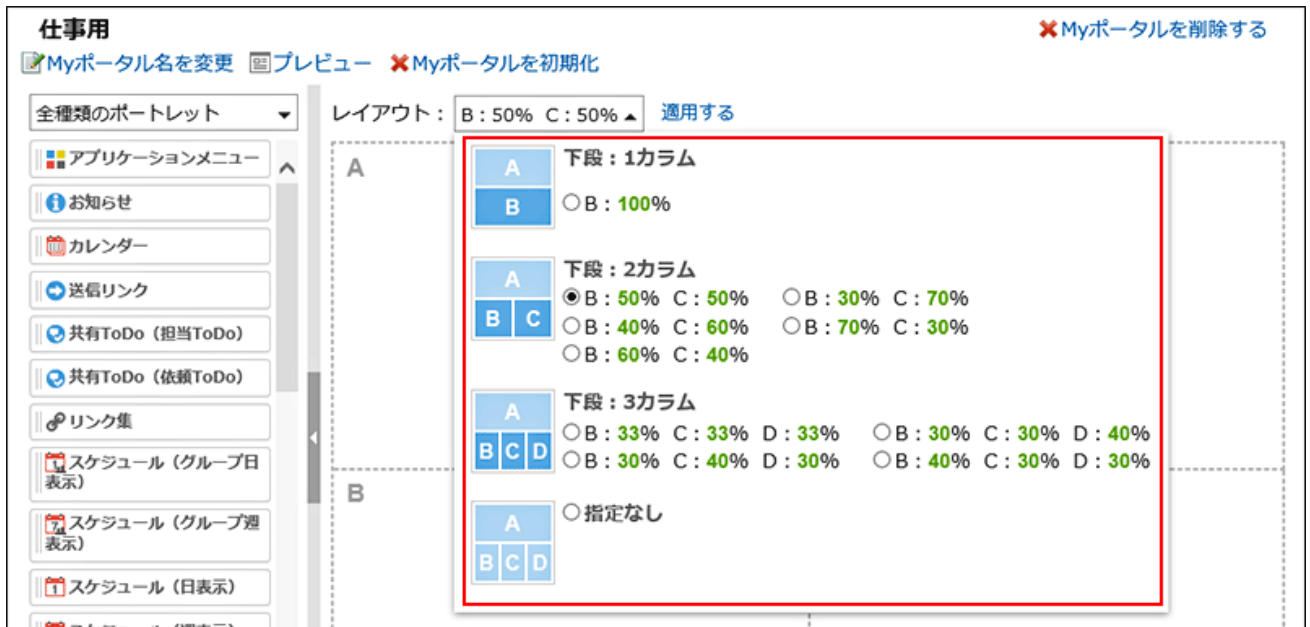 仕事用
Myポータルを削除する
Myポータル名を変更 プレビュー Myポータルを初期化
全種類のポートレット
レイアウト： B：50% C：50% 適用する
アプリケーションメニュー
お知らせ
カレンダー
送信リンク
共有ToDo（担当ToDo）
共有ToDo（依頼ToDo）
リンク集
スケジュール（グループ日
表示）
スケジュール（グループ週
表示）
スケジュール（日表示）
A
B
A
B
下段：1カラム
B：100%
A
B C
下段：2カラム
B：50% C：50% B：30% C：70%
B：40% C：60% B：70% C：30%
B：60% C：40%
A
B C D
下段：3カラム
B：33% C：33% D：33% B：30% C：30% D：40%
B：30% C：40% D：30% B：40% C：30% D：30%
A
B C D
指定なし